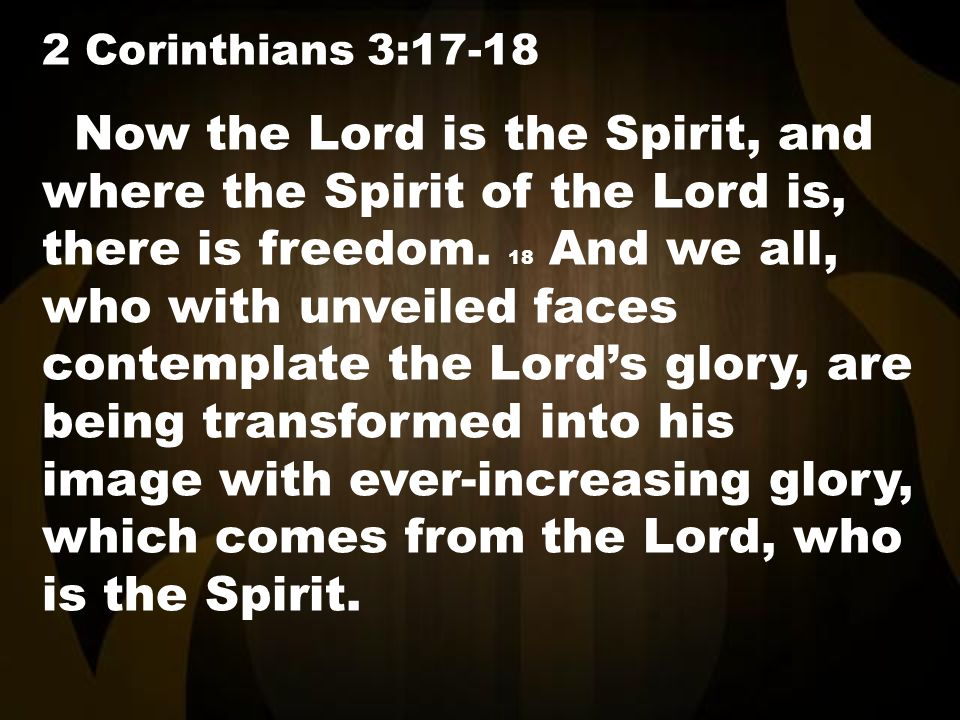 2 Corinthians 3:17-18
Now the Lord is the Spirit, and
where the Spirit of the Lord is,
there is freedom. 18 And we all,
who with unveiled faces
contemplate the Lord’s glory, are
being transformed into his
image with ever-increasing glory,
which comes from the Lord, who
is the Spirit.